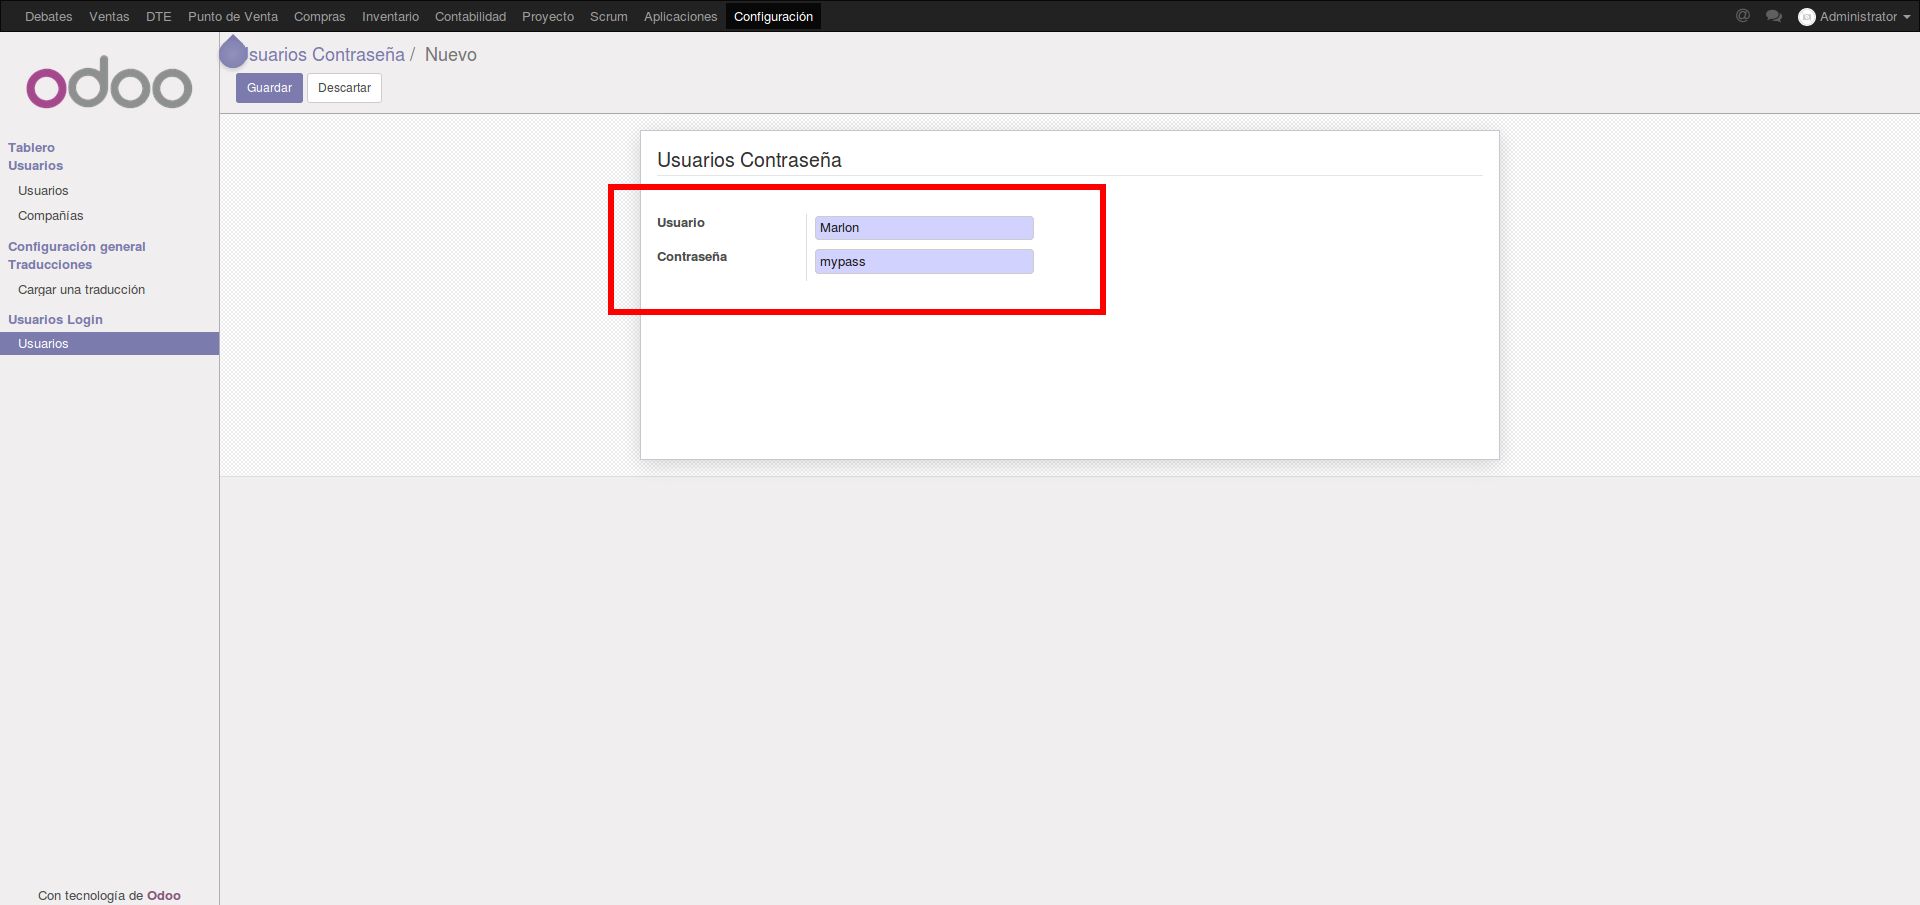 Debates Ventas DTE Punto de Venta Compras Inventario Contabilidad Proyecto Scrum Aplicaciones Configuración @ Administrator
odoo
Tablero
Usuarios
Usuarios
Compañías
Configuración general
Traducciones
Cargar una traducción
Usuarios Login
Usuarios
Con tecnología de Odoo
suarios Contraseña / Nuevo
Guardar Descartar
Usuarios Contraseña
Usuario Marlon
Contraseña mypass